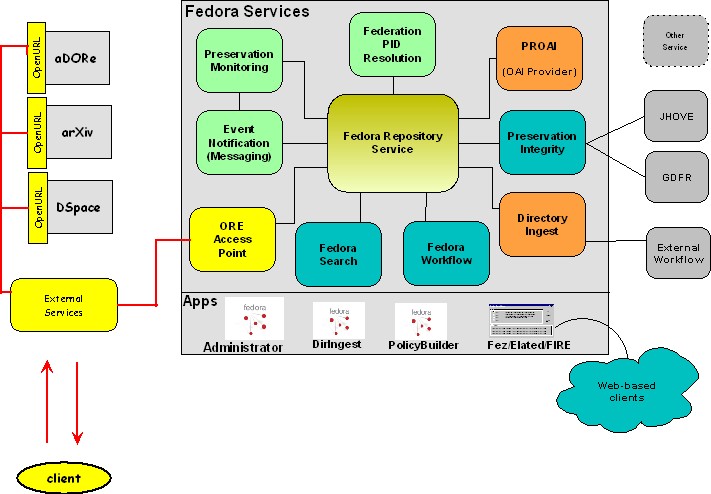 Fedora Services
OpenURL
aDORe
OpenURL
arXiv
OpenURL
DSpace
External
Services
client
Preservation
Monitoring
Federation
PID
Resolution
PROAI
(OAI Provider)
Event
Notification
(Messaging)
Fedora Repository
Service
Preservation
Integrity
ORE
Access
Point
Fedora
Search
Fedora
Workflow
Directory
Ingest
Other
Service
JHOVE
GDFR
External
Workflow
Apps
fedora
Administrator
fedora
DirIngest
fedora
PolicyBuilder
Fez/Elated/FIRE
Web-based
clients